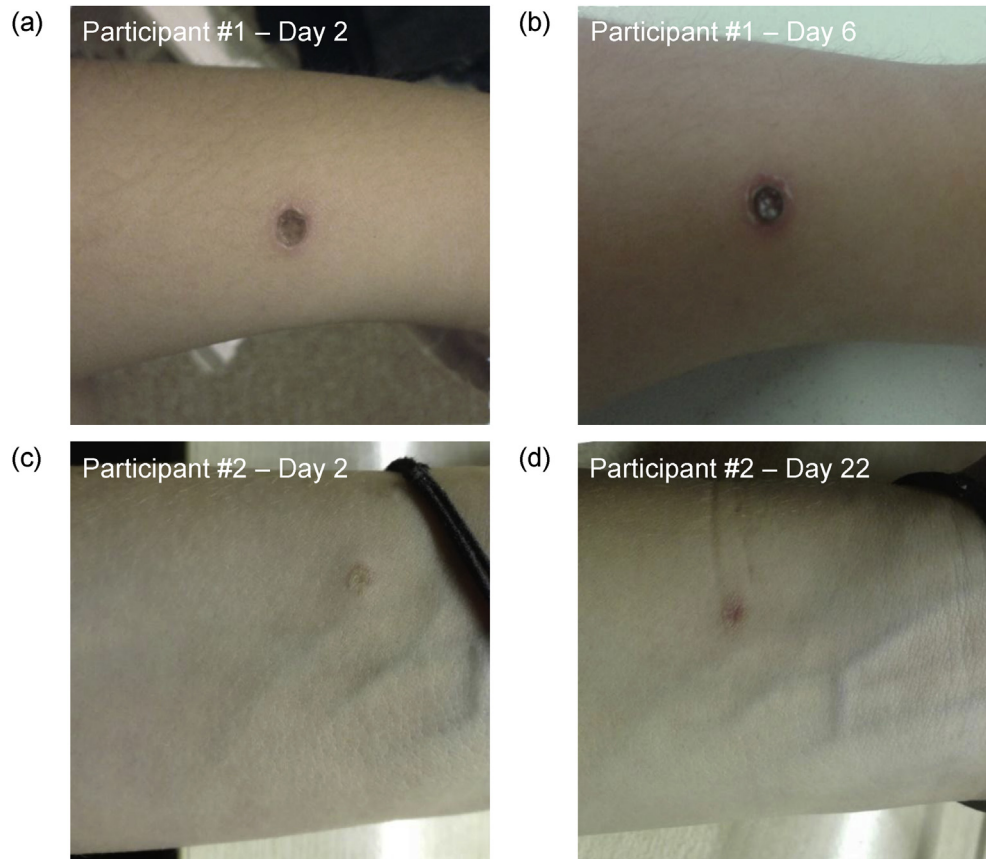 (a) Participant #1 – Day 2
(b) Participant #1 – Day 6
(c) Participant #2 – Day 2
(d) Participant #2 – Day 22